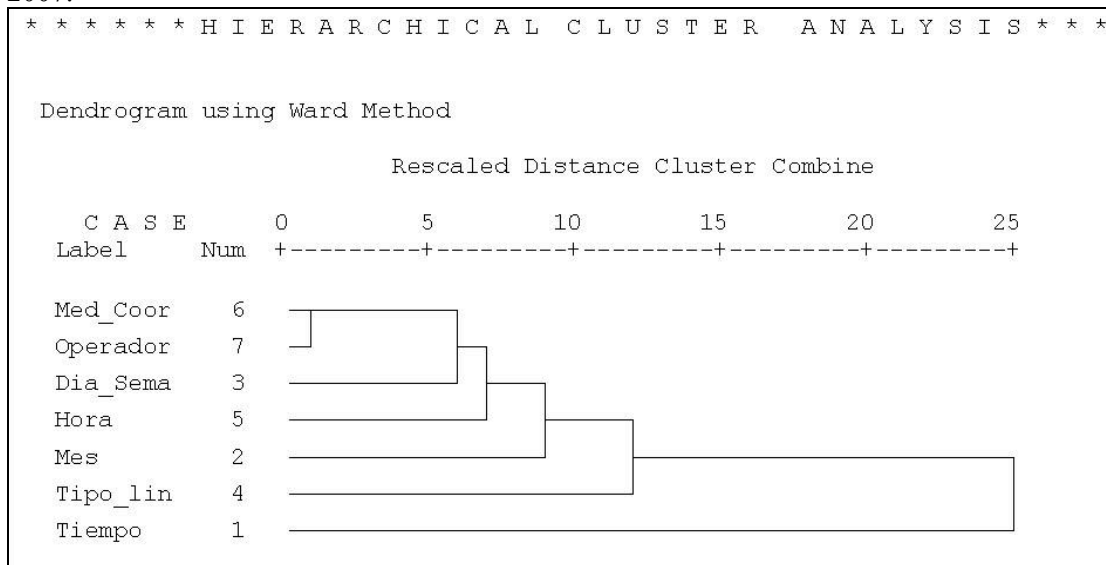 * * * * * * H I E R A R C H I C A L C L U S T E R A N A L Y S I S * * *
Dendrogram using Ward Method
Rescaled Distance Cluster Combine
C A S E 0 5 10 15 20 25
Label Num +---------+---------+---------+---------+---------+
Med_Coor 6
Operador 7
Dia_Sema 3
Hora 5
Mes 2
Tipo_lin 4
Tiempo 1